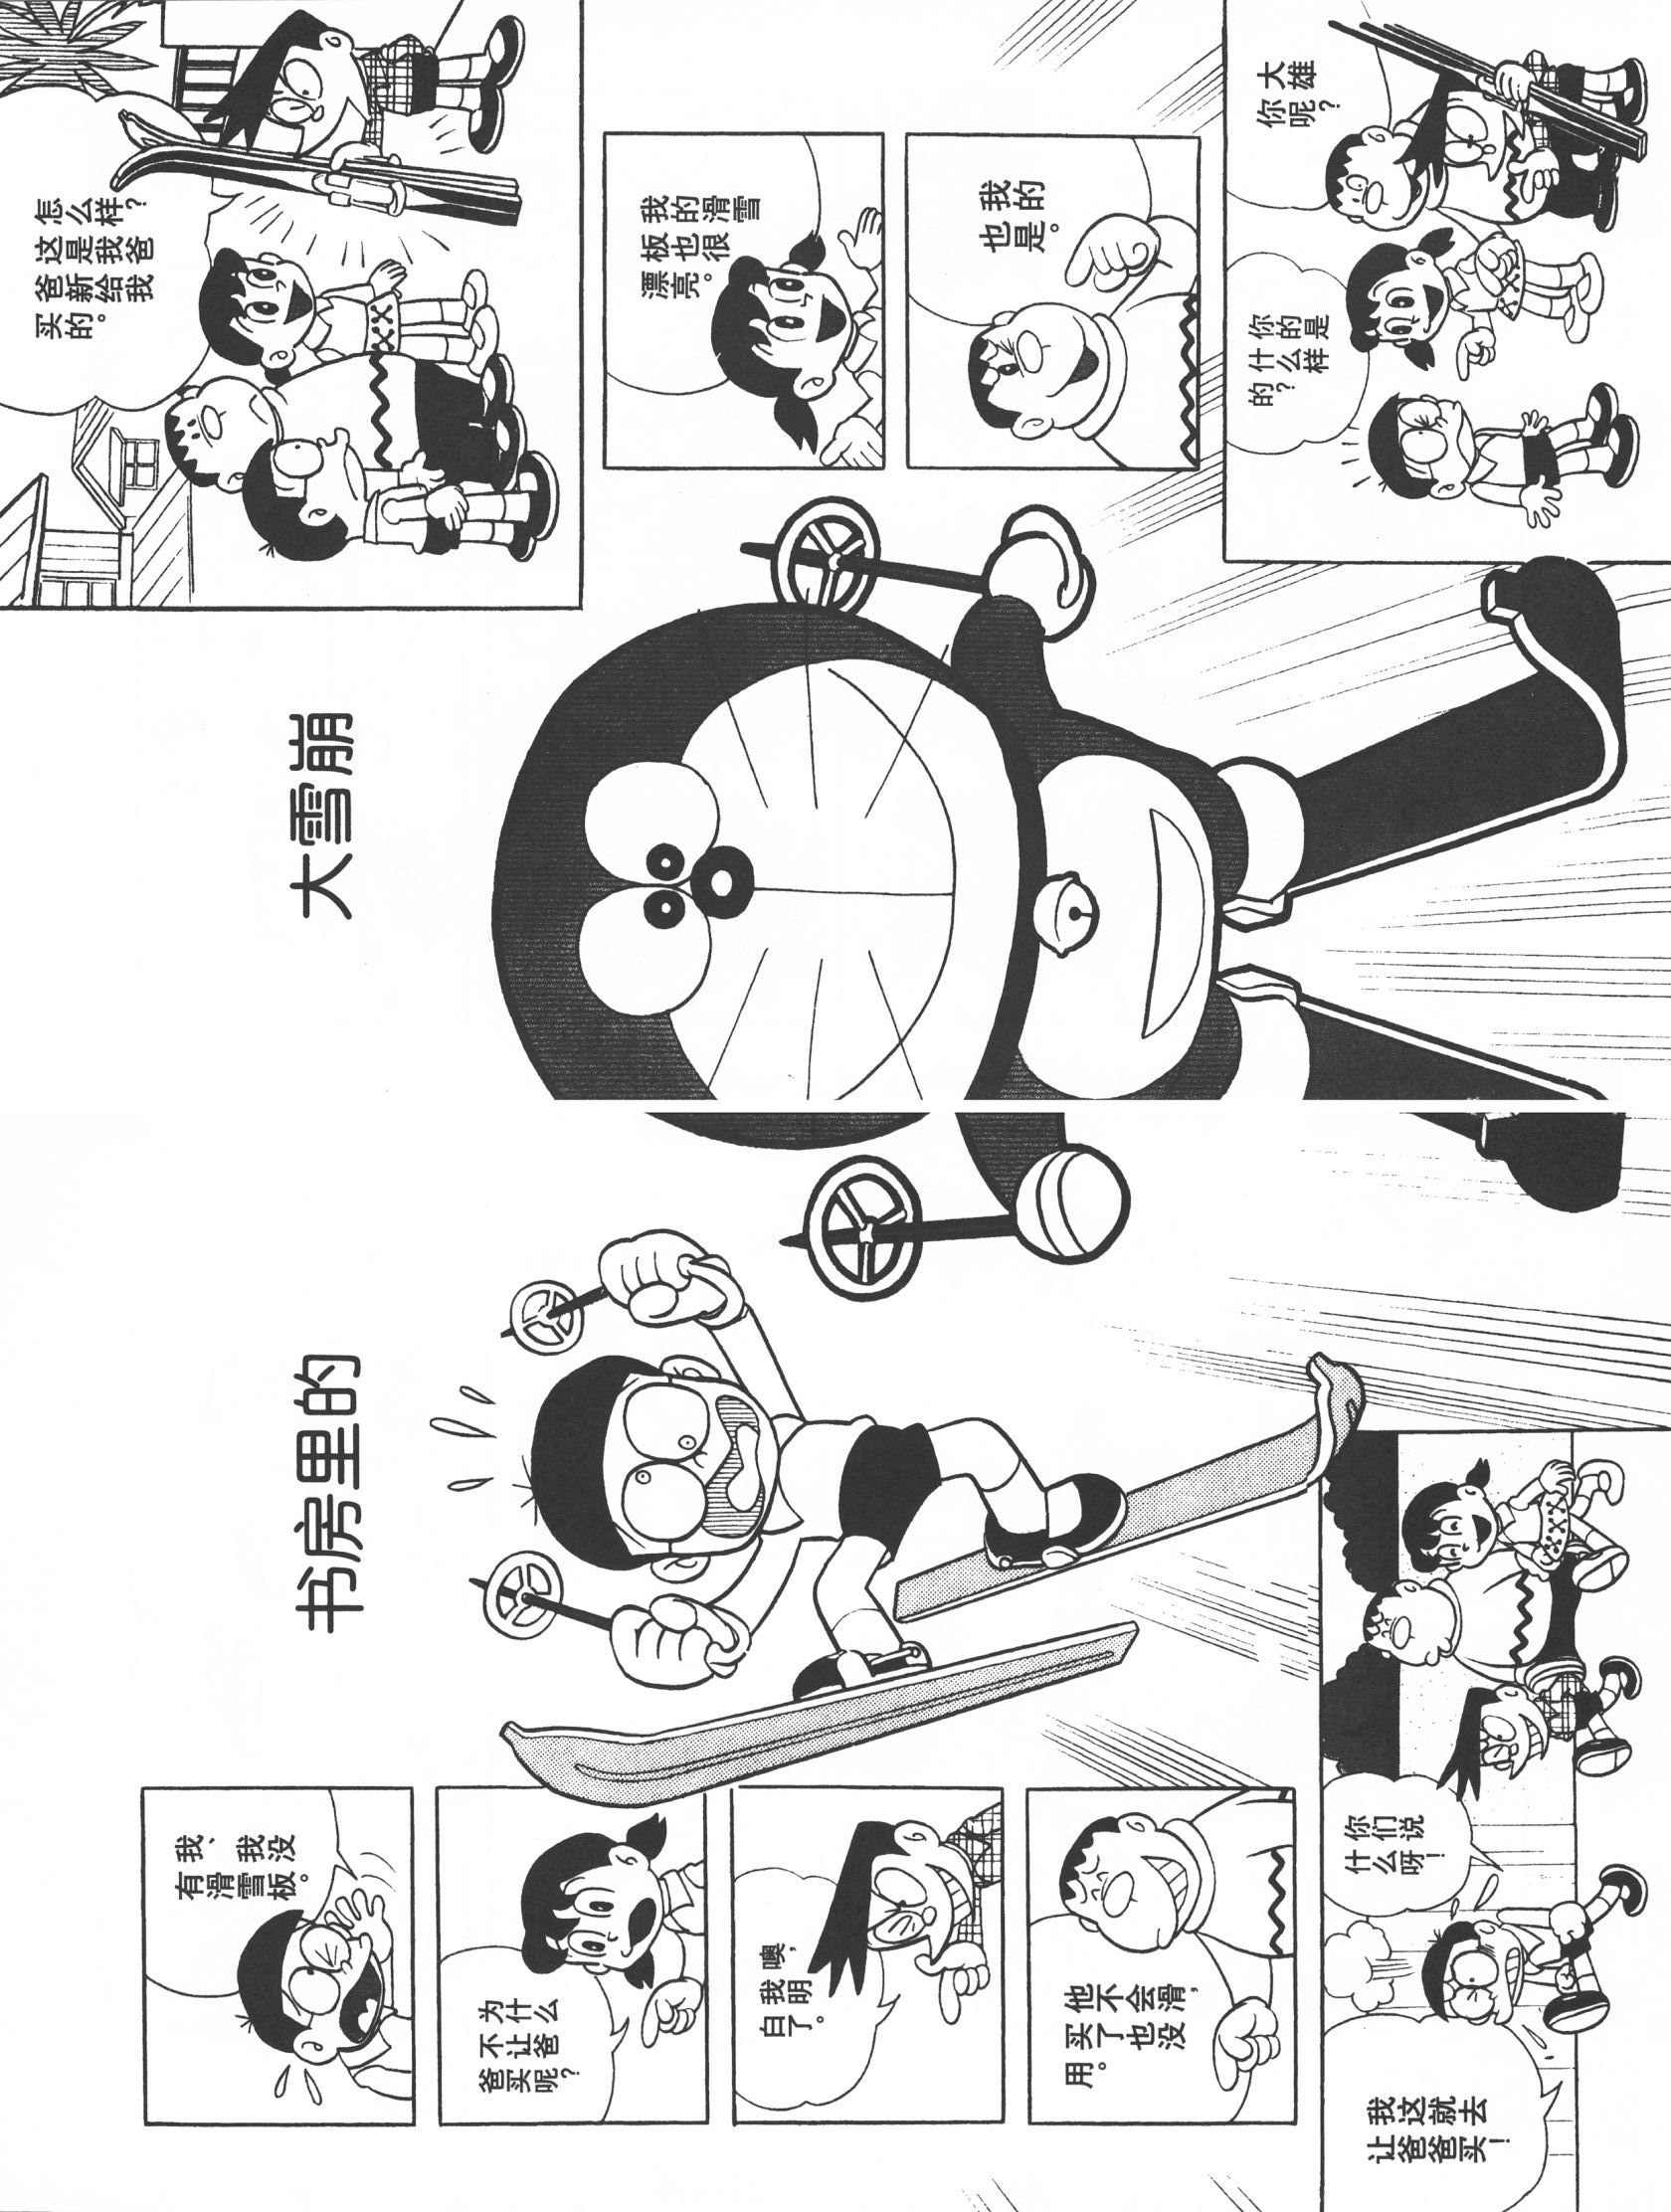 书房里的
大雪崩
怎么样？
这是我爸
爸新给我
买的。
我的滑雪
板也很
漂亮。
我的
也是。
大雄
你呢？
你的是
什么样
的？
我、我没
有滑雪板。
为什么
不让爸
爸买呢？
噢，
我明
白了。
他不会滑，
买了也没
用。
你们说
什么呀！
我这就去
让爸爸买！